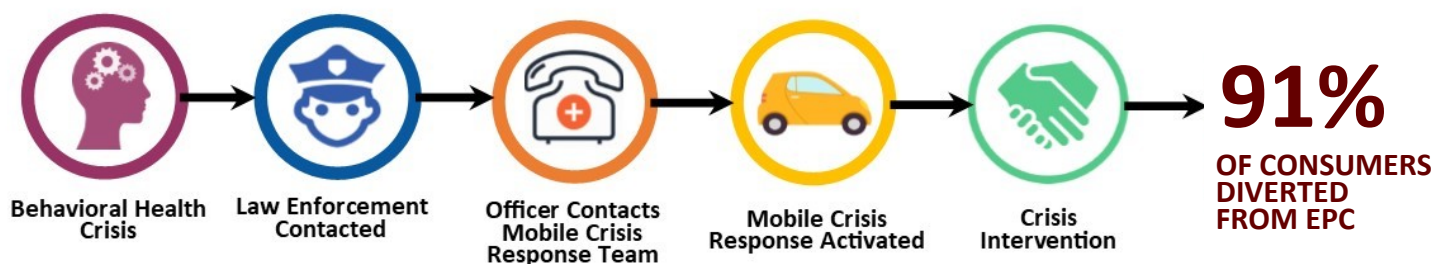 Behavioral Health
Crisis
Law Enforcement
Contacted
Officer Contacts
Mobile Crisis
Response Team
Mobile Crisis
Response Activated
Crisis
Intervention
91%
OF CONSUMERS
DIVERTED
FROM EPC